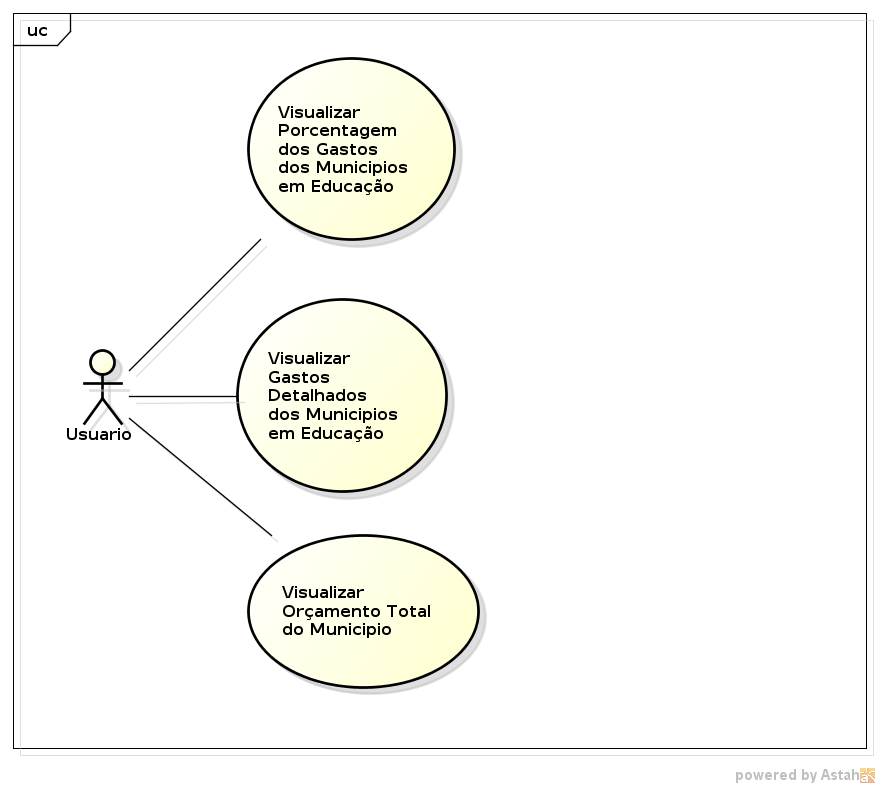 uc
Visualizar
Porcentagem
dos Gastos
dos Municipios
em Educação
Visualizar
Gastos
Detalhados
dos Municipios
em Educação
Usuario
Visualizar
Orçamento Total
do Municipio
powered by Astah